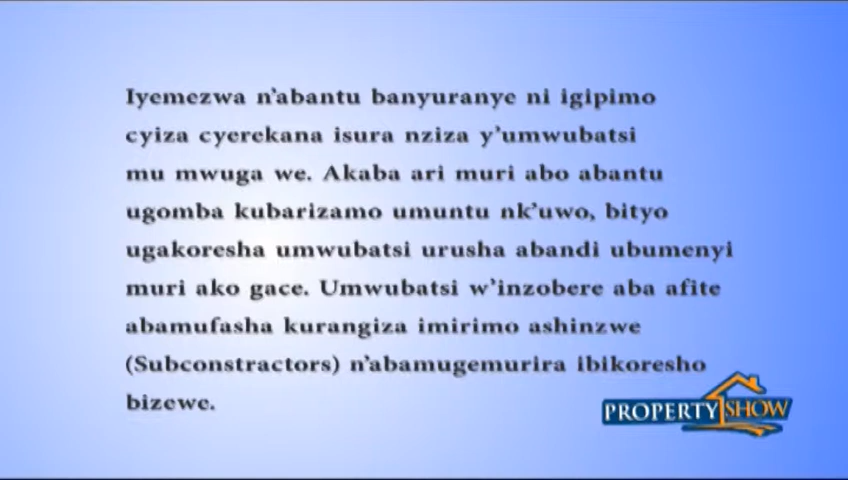 Iyemezwa n'abantu banyuranye ni igipimo
cyiza cyerekana isura nziza y'umwubatsi
mu mwuga we. Akaba ari muri abo abantu
ugomba kubarizamo umuntu nk'uwo, bityo
ugakoresha umwubatsi urusha abandi ubumenyi
muri ako gace. Umwubatsi w'inzobere aba afite
abamufasha kurangiza imirimo ashinzwe
(Subconstractors) n'abamugemurira ibikoresho
bizewe.
PROPERTY SHOW